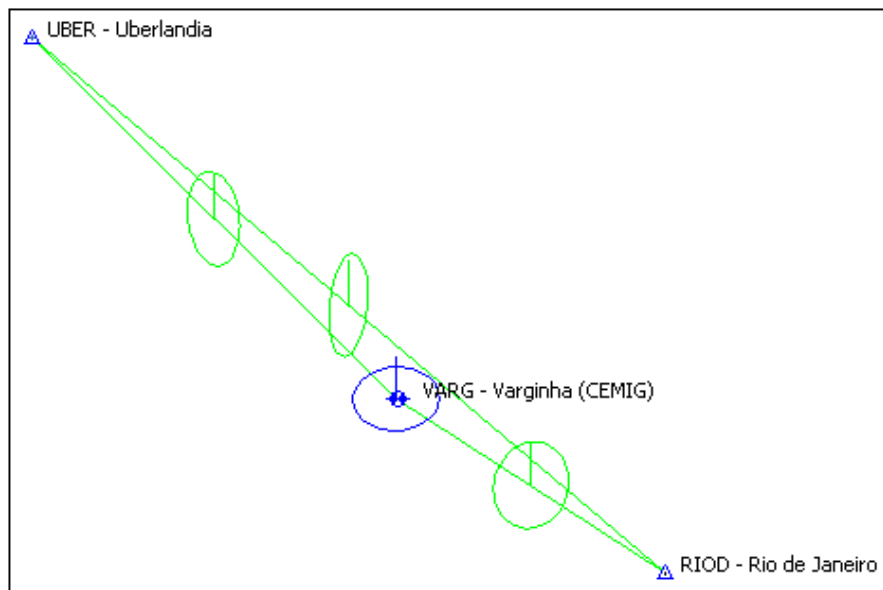 UBER - Uberlandia
VARG - Varginha (CEMIG)
RIOD - Rio de Janeiro